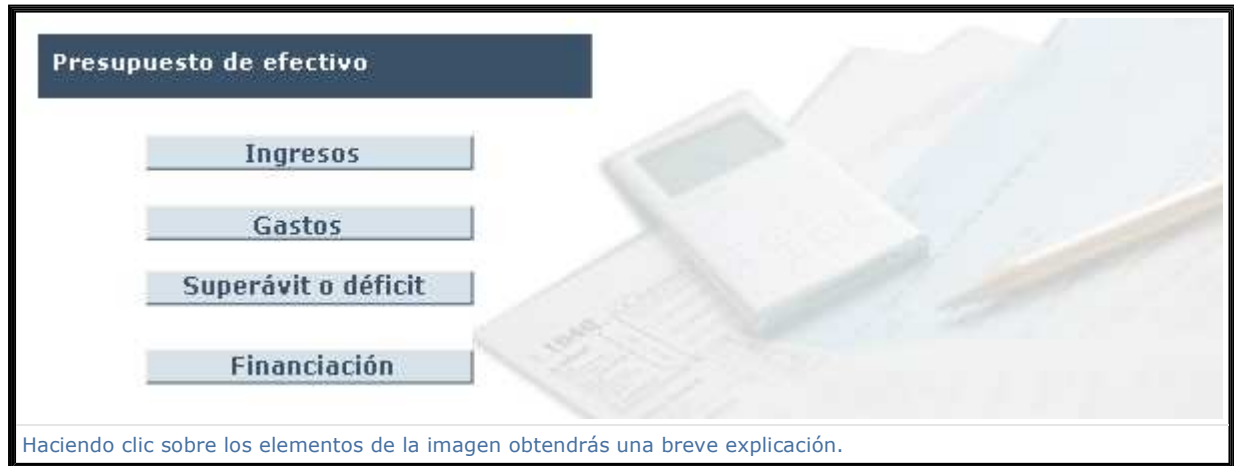 Presupuesto de efectivo
Ingresos
Gastos
Superávit o déficit
Financiación
1040
Haciendo clic sobre los elementos de la imagen obtendrás una breve explicación.